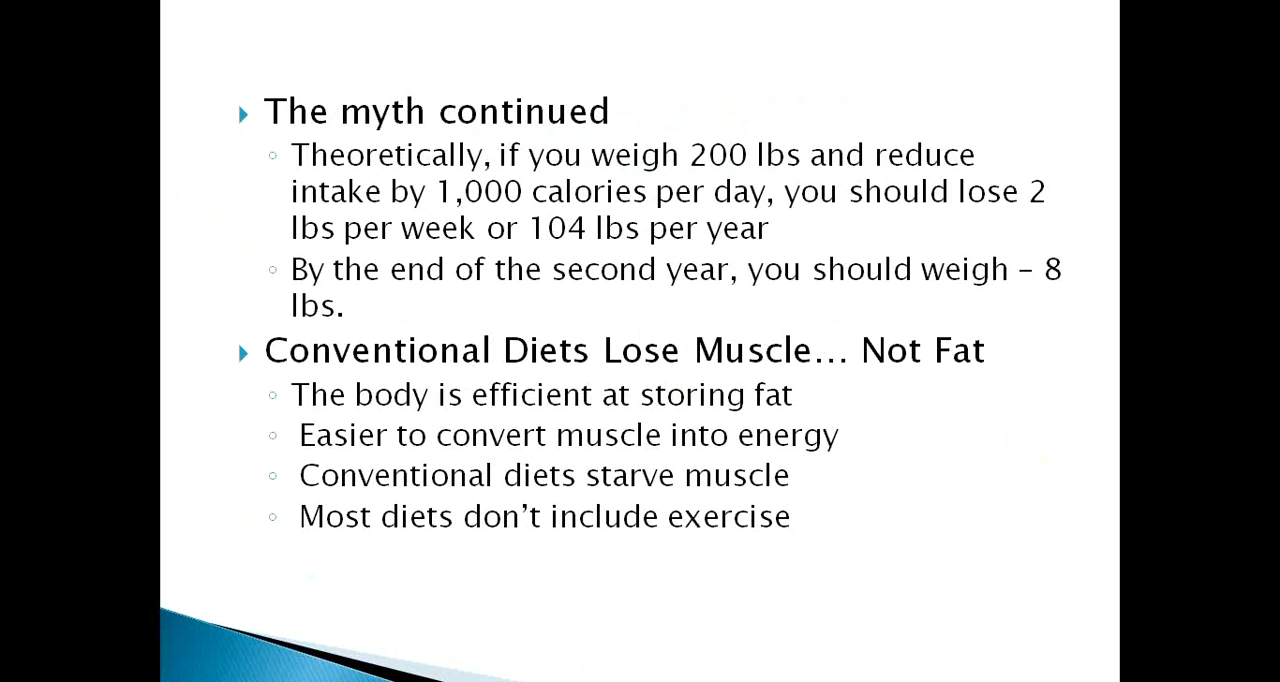 The myth continued
Theoretically, if you weigh 200 lbs and reduce
intake by 1,000 calories per day, you should lose 2
lbs per week or 104 lbs per year
By the end of the second year, you should weigh – 8
lbs.
Conventional Diets Lose Muscle… Not Fat
The body is efficient at storing fat
Easier to convert muscle into energy
Conventional diets starve muscle
Most diets don’t include exercise